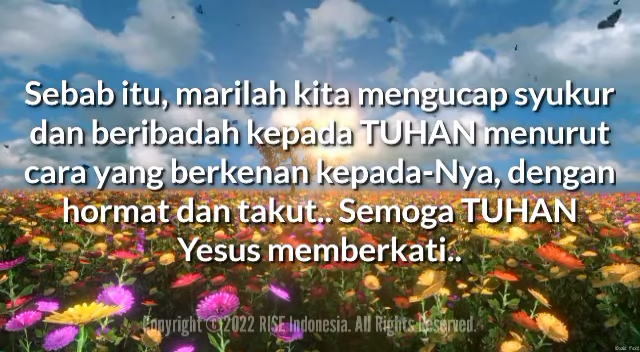 Sebab itu, marilah kita mengucap syukur
dan beribadah kepada TUHAN menurut
cara yang berkenan kepada-Nya, dengan
hormat dan takut.. Semoga TUHAN
Yesus memberkati..
Copyright © 2022 RISE Indonesia. All Rights Reserved.